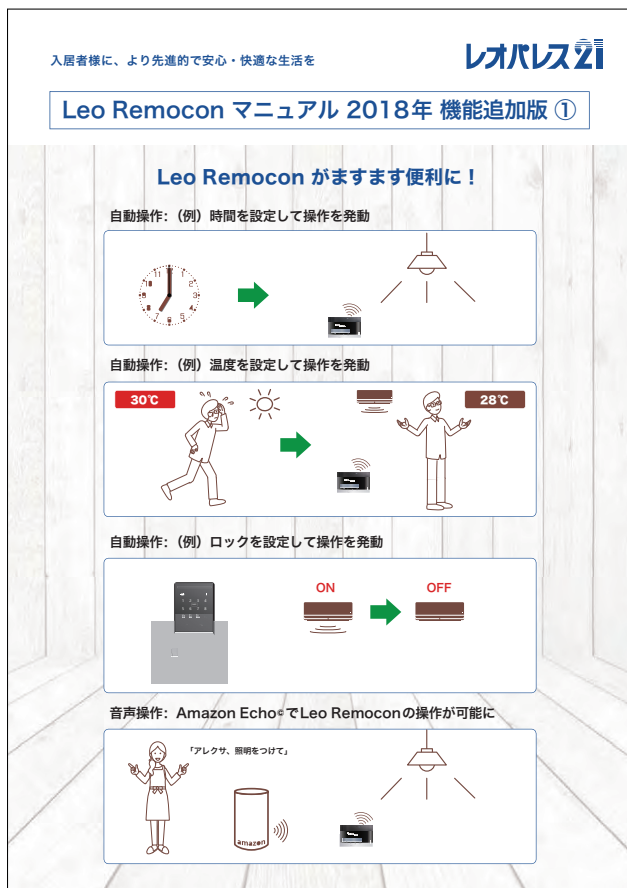 入居者様に、より先進的で安心・快適な生活を
レオパレス21
Leo Remocon マニュアル 2018年 機能追加版 ①
Leo Remocon がますます便利に！
自動操作：（例）時間を設定して操作を発動
自動操作：（例）温度を設定して操作を発動
30℃
28℃
自動操作：（例）ロックを設定して操作を発動
ON
OFF
音声操作：Amazon Echo®でLeo Remoconの操作が可能に
「アレクサ、照明をつけて」
amazon